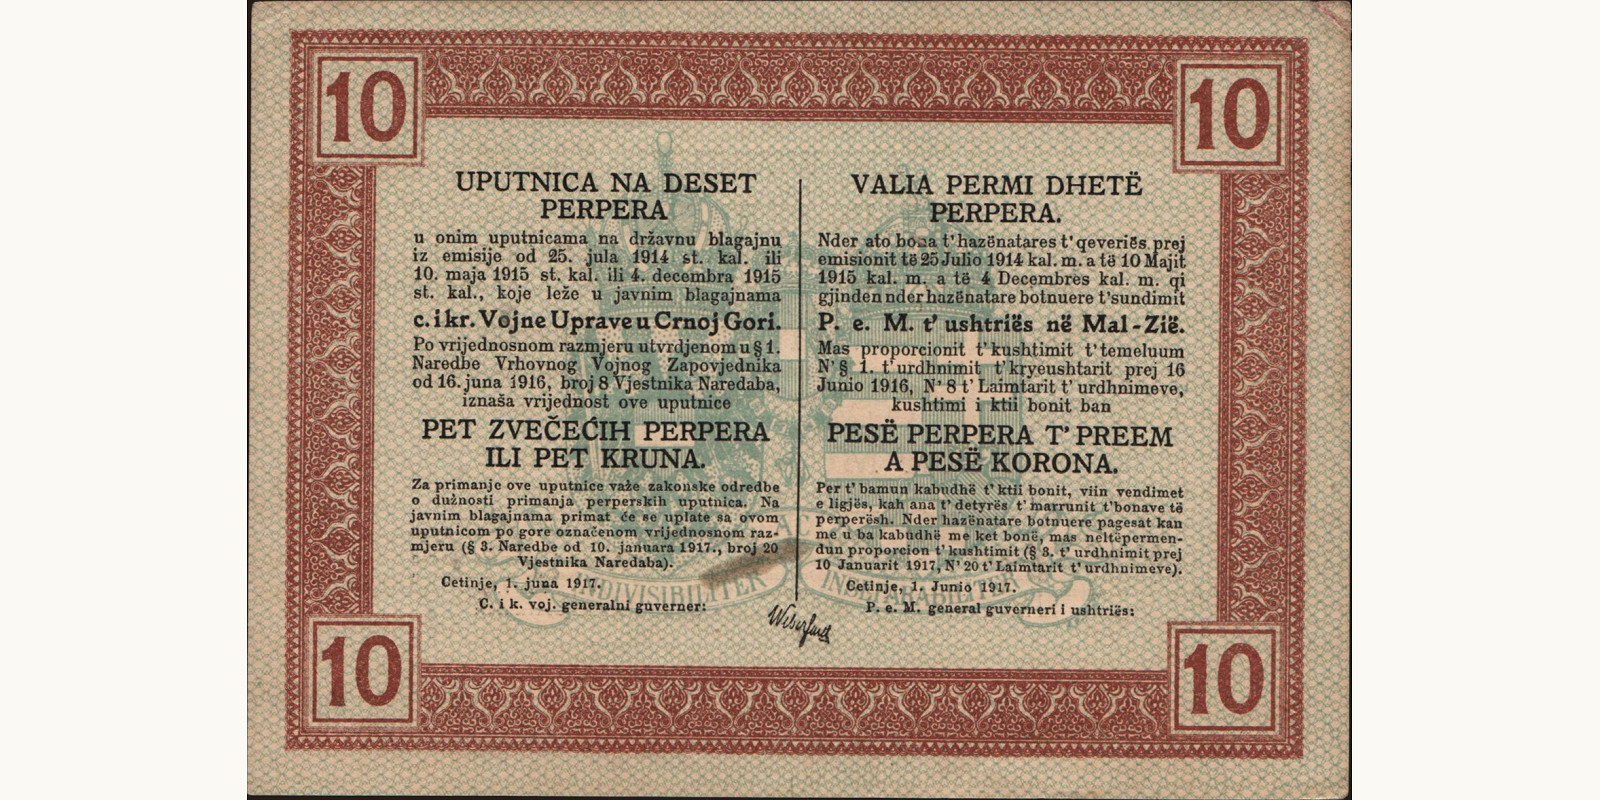 10
10
UPUTNICA NA DESET
PERPERA
u onim uputnicama na državnu blagajnu
iz emisije od 25. jula 1914 st. kal. ili
10. maja 1915 st. kal. ili 4. decembra 1915
st. kal., koje leže u javnim blagajnama
c. i kr. Vojne Uprave u Crnoj Gori.
Po vrijednosnom razmjeru utvrdjenom u § 1.
Naredbe Vrhovnog Vojnog Zapovjednika
od 16. juna 1916, broj 8 Vjestnika Naredaba,
iznaša vrijednost ove uputnice
PET ZVEČEĆIH PERPERA
ILI PET KRUNA.
Za primanje ove uputnice važe zakonske odredbe
o dužnosti primanja perperskih uputnica. Na
javnim blagajnama primat će se uplate sa ovom
uputnicom po gore označenom vrijednosnom raz-
mjeru (§ 3. Naredbe od 10. januara 1917., broj 20
Vjestnika Naredaba).
Cetinje, 1. juna 1917.
C. i k. voj. generalni guverner:
VALIA PERMI DHETË
PERPERA.
Nder ato bona t' hazënatares t' qeveriës prej
emisionit të 25 Julio 1914 kal. m. a të 10 Majit
1915 kal. m. a të 4 Decembrës kal. m. qi
gjinden nder hazënatare botnuere t'sundimit
P. e. M. t' ushtriës në Mal-Zië.
Mas proporcionit t' kushtimit t' temeluum
N' § 1. t' urdhnimit t' kryeushtarit prej 16
Junio 1916, N' 8 t' Laimtarit t' urdhnimeve,
kushtimi i ktii bonit ban
PESË PERPERA T' PREEM
A PESË KORONA.
Per t' bamun kabudhë t' ktii bonit, viin vendimet
e ligjës, kah ana t' detyrës t' marrunit t'bonave të
perperësh. Nder hazënatare botnuere pagesat kan
me u ba kabudhë me ket bonë, mas neltëpermen-
dun proporcion t' kushtimit (§ 3. t' urdhnimit prej
10 Januarit 1917, N' 20 t' Laimtarit t' urdhnimeve).
Cetinje, 1. Junio 1917.
P. e M. general guverneri i ushtriës:
INDIVISIBILITER
INSEPARABILITER
10
10